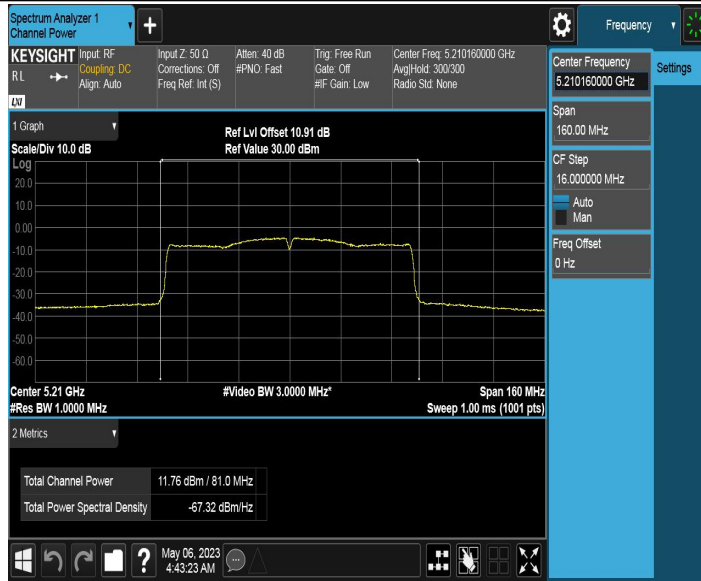 Spectrum Analyzer 1
Channel Power
+
Frequency
KEYSIGHT
RL
LXI
Input: RF
Coupling: DC
Align: Auto
Input Z: 50 Ω
Corrections: Off
Freq Ref: Int (S)
Atten: 40 dB
#PNO: Fast
Trig: Free Run
Gate: Off
#IF Gain: Low
Center Freq: 5.210160000 GHz
Avg|Hold: 300/300
Radio Std: None
Center Frequency
5.210160000 GHz
Settings
Span
160.00 MHz
CF Step
16.000000 MHz
Auto
Man
Freq Offset
0 Hz
1 Graph
Scale/Div 10.0 dB
Ref Lvl Offset 10.91 dB
Ref Value 30.00 dBm
Log
20.0
10.0
0.00
-10.0
-20.0
-30.0
-40.0
-50.0
-60.0
Center 5.21 GHz
#Video BW 3.0000 MHz*
Span 160 MHz
#Res BW 1.0000 MHz
Sweep 1.00 ms (1001 pts)
2 Metrics
Total Channel Power 11.76 dBm / 81.0 MHz
Total Power Spectral Density -67.32 dBm/Hz
?
May 06, 2023
4:43:23 AM